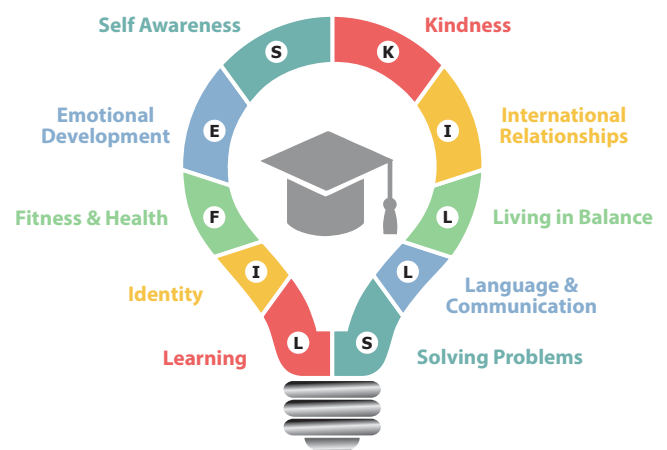 Self Awareness
Kindness
S
K
Emotional
Development
E
I
International
Relationships
Fitness & Health
F
L
Living in Balance
Identity
I
L
Language &
Communication
Learning
L
S
Solving Problems